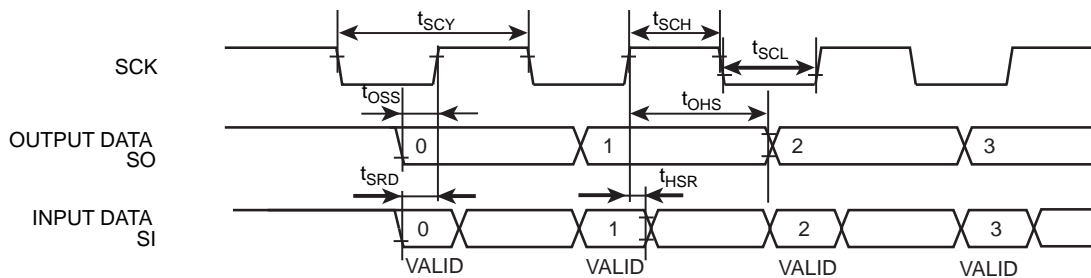 tSCY
tSCH
SCK
tSCL
tOSS
tOHS
OUTPUT DATA
SO
0
1
2
3
tSRD
tHSR
INPUT DATA
SI
0
1
2
3
VALID
VALID
VALID
VALID